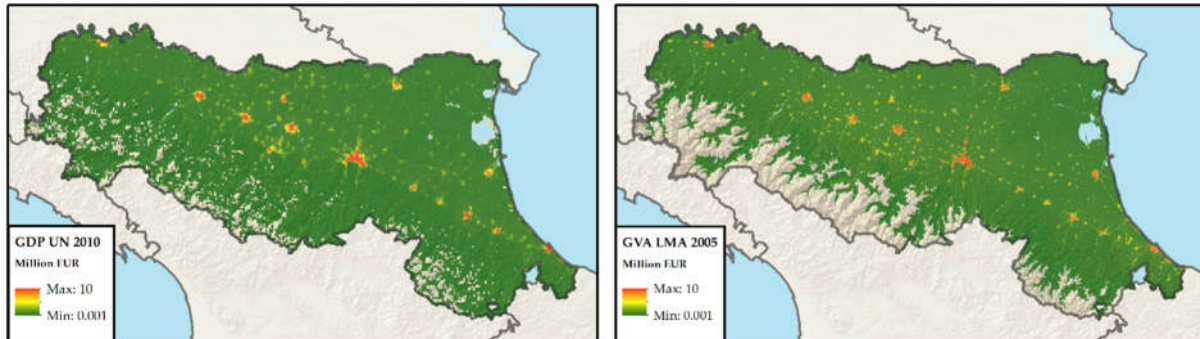 GDP UN 2010
Million EUR
Max: 10
Min: 0.001
GVA LMA 2005
Million EUR
Max: 10
Min: 0.001